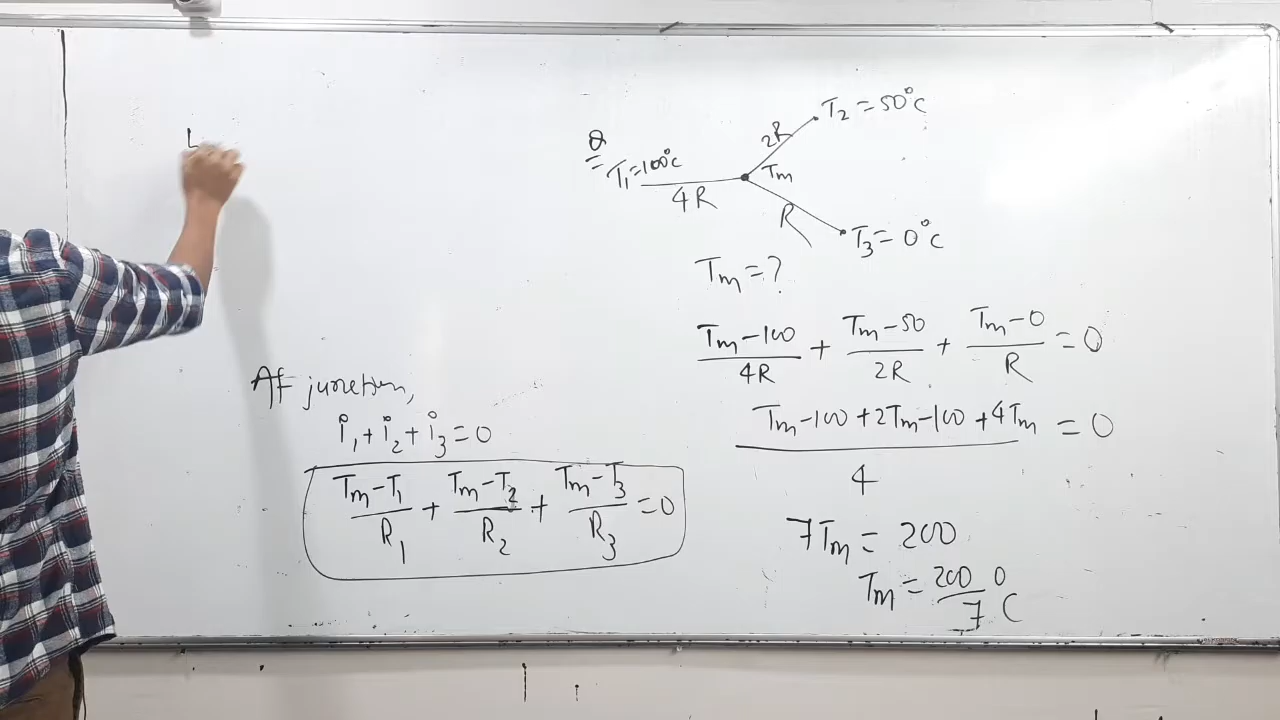 L
At junction,
i₁ + i₂ + i₃ = 0
(Tm – T₁)/R₁ + (Tm – T₂)/R₂ + (Tm – T₃)/R₃ = 0
Q
T₁ = 100°C
4R
2R
T₂ = 50°C
Tm
R
T₃ = 0°C
Tm = ?
(Tm – 100)/4R + (Tm – 50)/2R + (Tm – 0)/R = 0
(Tm – 100 + 2Tm – 100 + 4Tm)/4 = 0
7Tm = 200
Tm = 200/7 °C